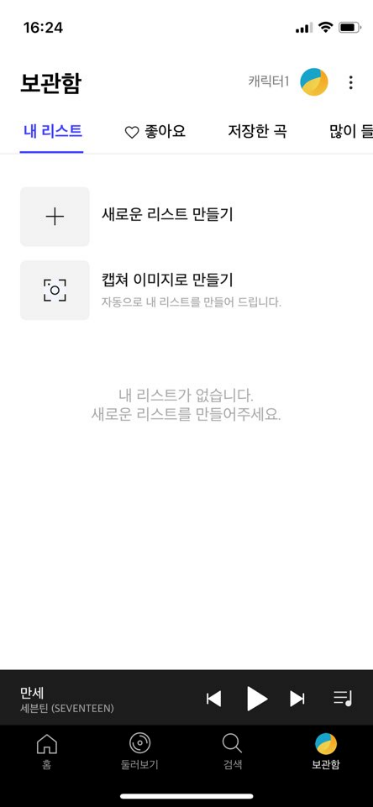 16:24
보관함
캐릭터1
내 리스트
좋아요
저장한 곡
많이 들
새로운 리스트 만들기
캡쳐 이미지로 만들기
자동으로 내 리스트를 만들어 드립니다.
내 리스트가 없습니다.
새로운 리스트를 만들어주세요.
만세
세븐틴 (SEVENTEEN)
홈
둘러보기
검색
보관함